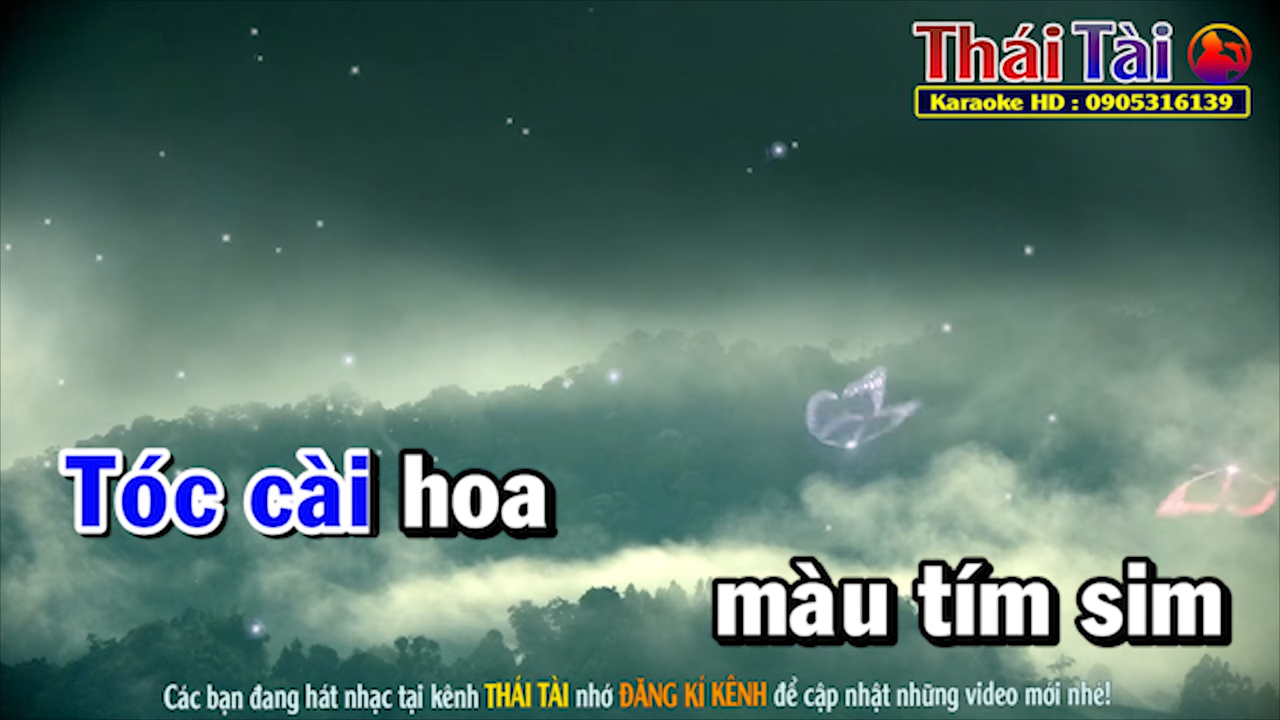 Thái Tài
Karaoke HD : 0905316139
Tóc cài hoa
màu tím sim
Các bạn đang hát nhạc tại kênh THÁI TÀI nhớ ĐĂNG KÍ KÊNH để cập nhật những video mới nhé!